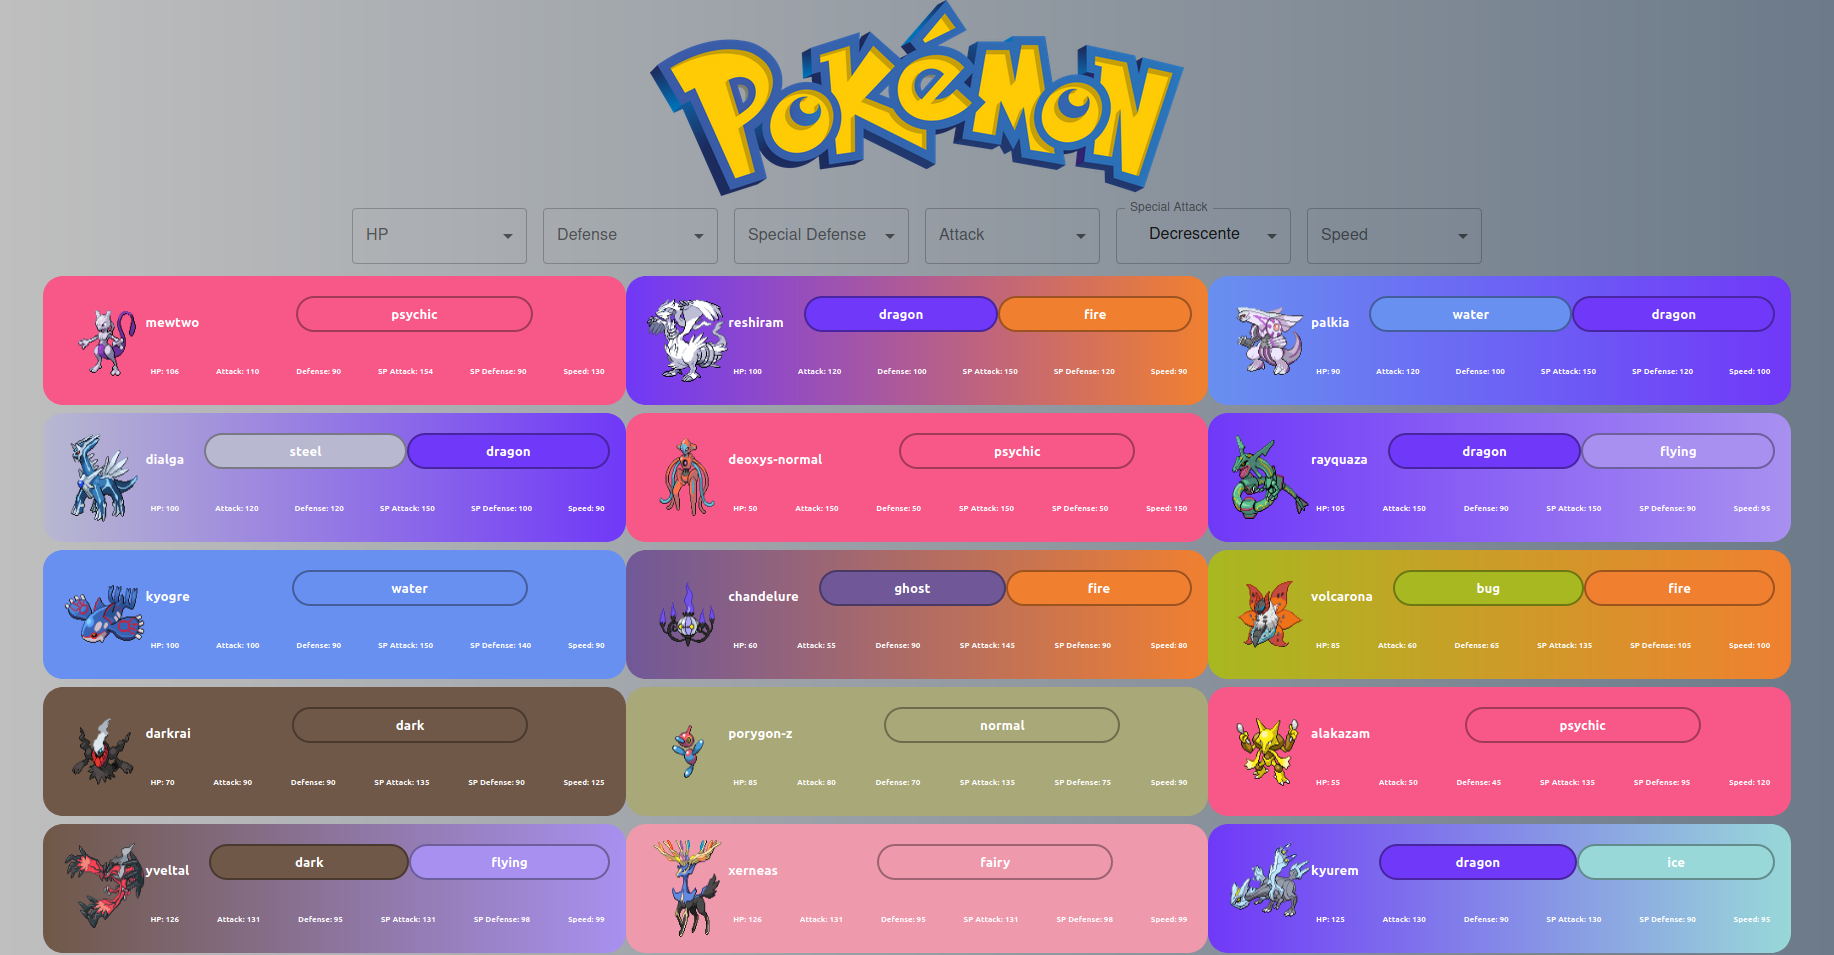 POKéMON
HP
Defense
Special Defense
Attack
Special Attack
Decrescente
Speed
mewtwo
psychic
HP: 106 Attack: 110 Defense: 90 SP Attack: 154 SP Defense: 90 Speed: 130
reshiram
dragon
fire
HP: 100 Attack: 120 Defense: 100 SP Attack: 150 SP Defense: 120 Speed: 90
palkia
water
dragon
HP: 90 Attack: 120 Defense: 100 SP Attack: 150 SP Defense: 120 Speed: 100
dialga
steel
dragon
HP: 100 Attack: 120 Defense: 120 SP Attack: 150 SP Defense: 100 Speed: 90
deoxys-normal
psychic
HP: 50 Attack: 150 Defense: 50 SP Attack: 150 SP Defense: 50 Speed: 150
rayquaza
dragon
flying
HP: 105 Attack: 150 Defense: 90 SP Attack: 150 SP Defense: 90 Speed: 95
kyogre
water
HP: 100 Attack: 100 Defense: 90 SP Attack: 150 SP Defense: 140 Speed: 90
chandelure
ghost
fire
HP: 60 Attack: 55 Defense: 90 SP Attack: 145 SP Defense: 90 Speed: 80
volcarona
bug
fire
HP: 85 Attack: 60 Defense: 65 SP Attack: 135 SP Defense: 105 Speed: 100
darkrai
dark
HP: 70 Attack: 90 Defense: 90 SP Attack: 135 SP Defense: 90 Speed: 125
porygon-z
normal
HP: 85 Attack: 80 Defense: 70 SP Attack: 135 SP Defense: 75 Speed: 90
alakazam
psychic
HP: 55 Attack: 50 Defense: 45 SP Attack: 135 SP Defense: 95 Speed: 120
yveltal
dark
flying
HP: 126 Attack: 131 Defense: 95 SP Attack: 131 SP Defense: 98 Speed: 99
xerneas
fairy
HP: 126 Attack: 131 Defense: 95 SP Attack: 131 SP Defense: 98 Speed: 99
kyurem
dragon
ice
HP: 125 Attack: 130 Defense: 90 SP Attack: 130 SP Defense: 90 Speed: 95